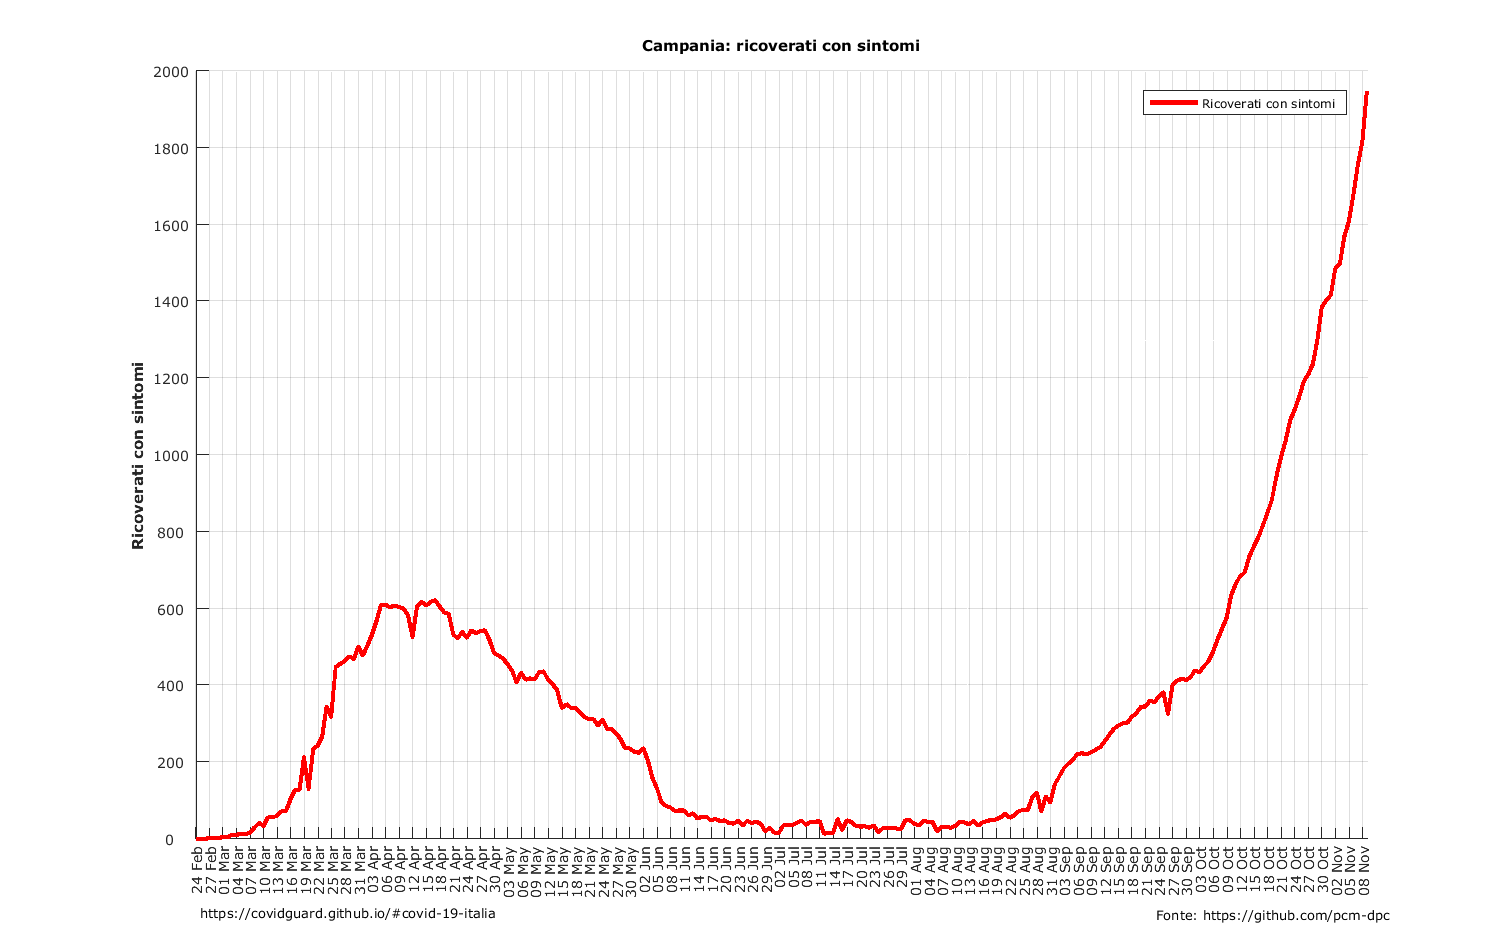 Campania: ricoverati con sintomi
Ricoverati con sintomi
Ricoverati con sintomi
2000
1800
1600
1400
1200
1000
800
600
400
200
0
24 Feb
27 Feb
01 Mar
04 Mar
07 Mar
10 Mar
13 Mar
16 Mar
19 Mar
22 Mar
25 Mar
28 Mar
31 Mar
03 Apr
06 Apr
09 Apr
12 Apr
15 Apr
18 Apr
21 Apr
24 Apr
27 Apr
30 Apr
03 May
06 May
09 May
12 May
15 May
18 May
21 May
24 May
27 May
30 May
02 Jun
05 Jun
08 Jun
11 Jun
14 Jun
17 Jun
20 Jun
23 Jun
26 Jun
29 Jun
02 Jul
05 Jul
08 Jul
11 Jul
14 Jul
17 Jul
20 Jul
23 Jul
26 Jul
29 Jul
01 Aug
04 Aug
07 Aug
10 Aug
13 Aug
16 Aug
19 Aug
22 Aug
25 Aug
28 Aug
31 Aug
03 Sep
06 Sep
09 Sep
12 Sep
15 Sep
18 Sep
21 Sep
24 Sep
27 Sep
30 Sep
03 Oct
06 Oct
09 Oct
12 Oct
15 Oct
18 Oct
21 Oct
24 Oct
27 Oct
30 Oct
02 Nov
05 Nov
08 Nov
https://covidguard.github.io/#covid-19-italia
Fonte: https://github.com/pcm-dpc